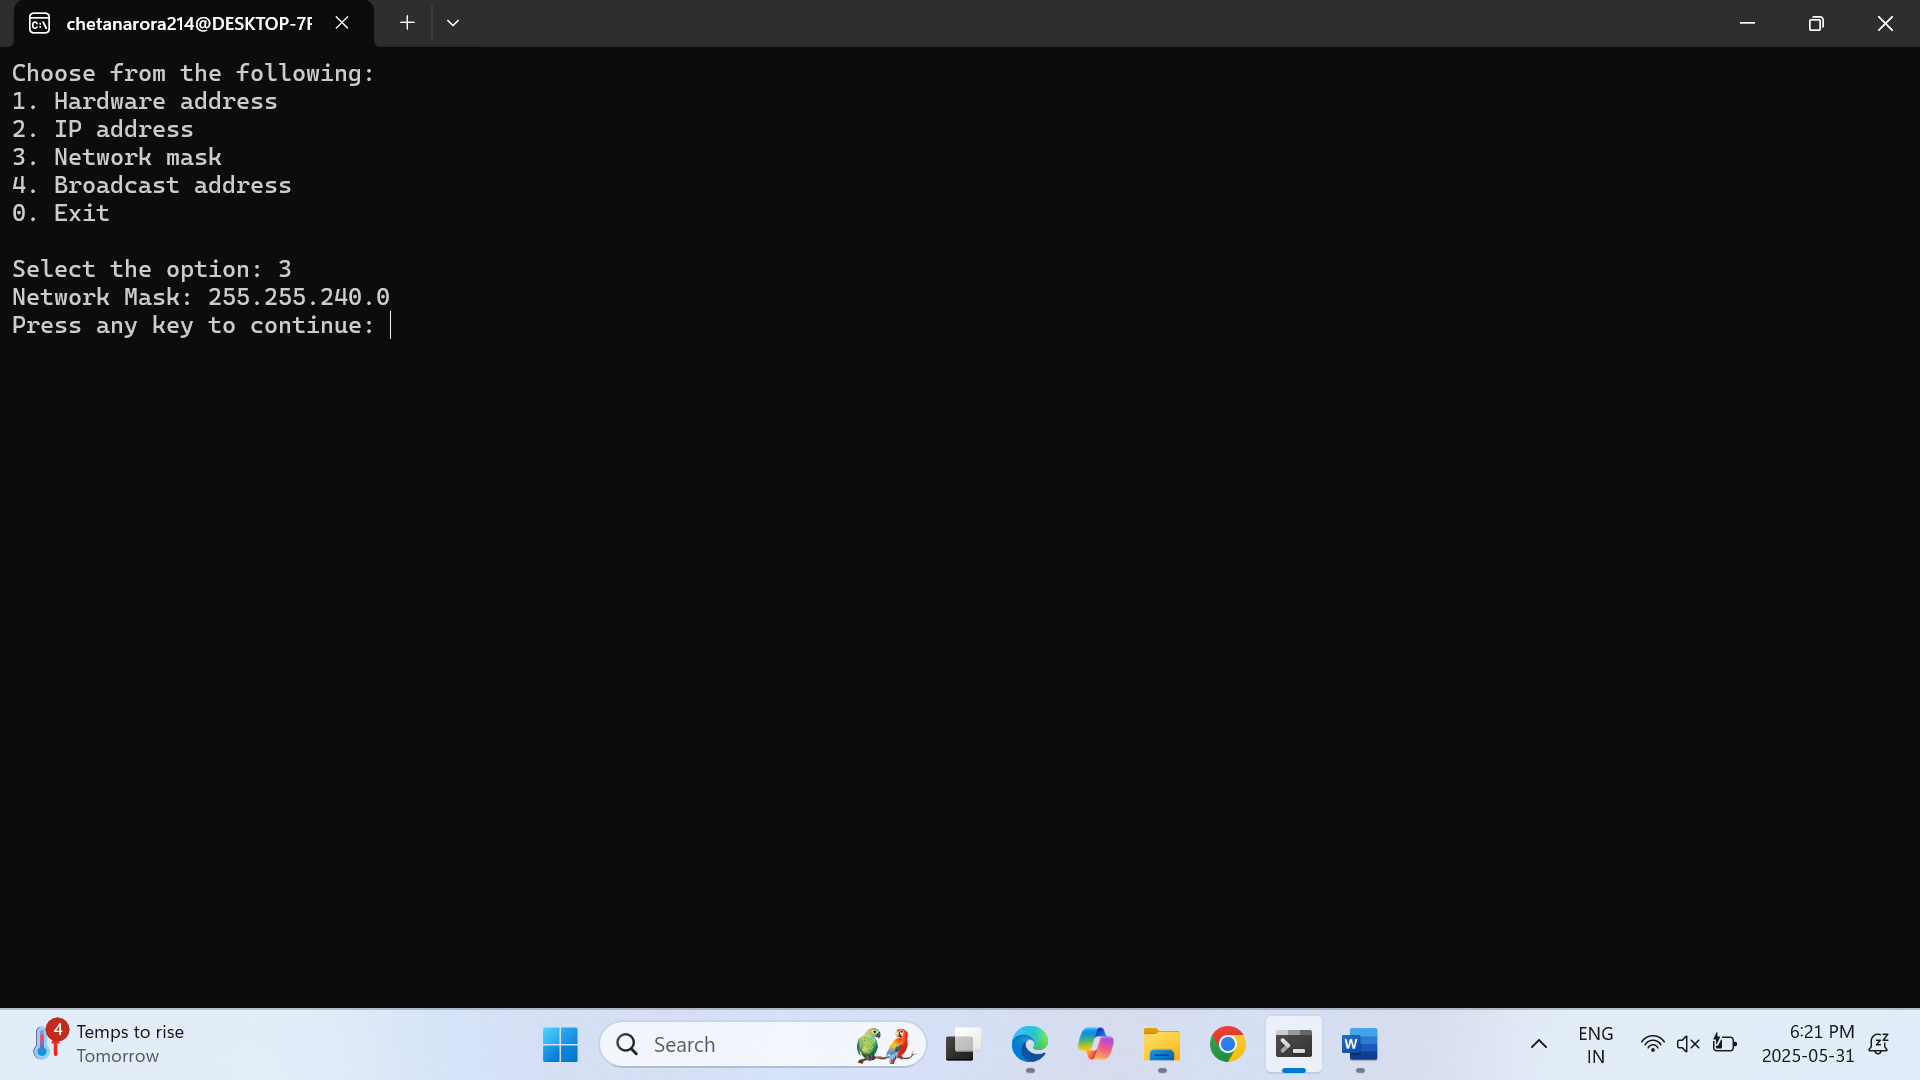 chetanarora214@DESKTOP-7F
Choose from the following:
1. Hardware address
2. IP address
3. Network mask
4. Broadcast address
0. Exit
Select the option: 3
Network Mask: 255.255.240.0
Press any key to continue:
4
Temps to rise
Tomorrow
Search
W
ENG
IN
6:21 PM
2025-05-31